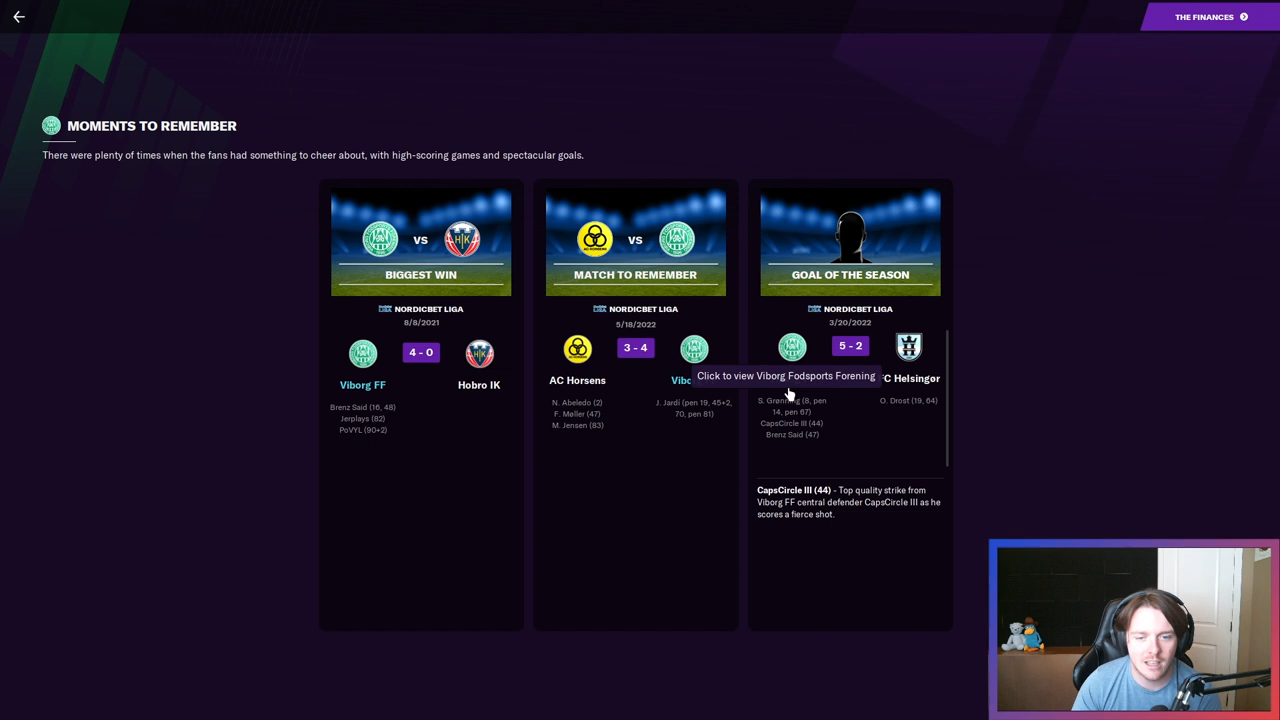 THE FINANCES
MOMENTS TO REMEMBER
There were plenty of times when the fans had something to cheer about, with high-scoring games and spectacular goals.
VS
BIGGEST WIN
NORDICBET LIGA
8/8/2021
4 - 0
Viborg FF
Hobro IK
Brenz Said (16, 48)
Jerplays (82)
PoVYL (90+2)
AC HORSENS
VS
MATCH TO REMEMBER
NORDICBET LIGA
5/18/2022
3 - 4
AC Horsens
Vibo
N. Abeledo (2)
F. Møller (47)
M. Jensen (83)
J. Jardí (pen 19, 45+2,
70, pen 81)
GOAL OF THE SEASON
NORDICBET LIGA
3/20/2022
5 - 2
Click to view Viborg Fodsports Forening
C Helsingør
S. Grønning (8, pen
14, pen 67)
CapsCircle III (44)
Brenz Said (47)
O. Drost (19, 64)
CapsCircle III (44) - Top quality strike from
Viborg FF central defender CapsCircle III as he
scores a fierce shot.